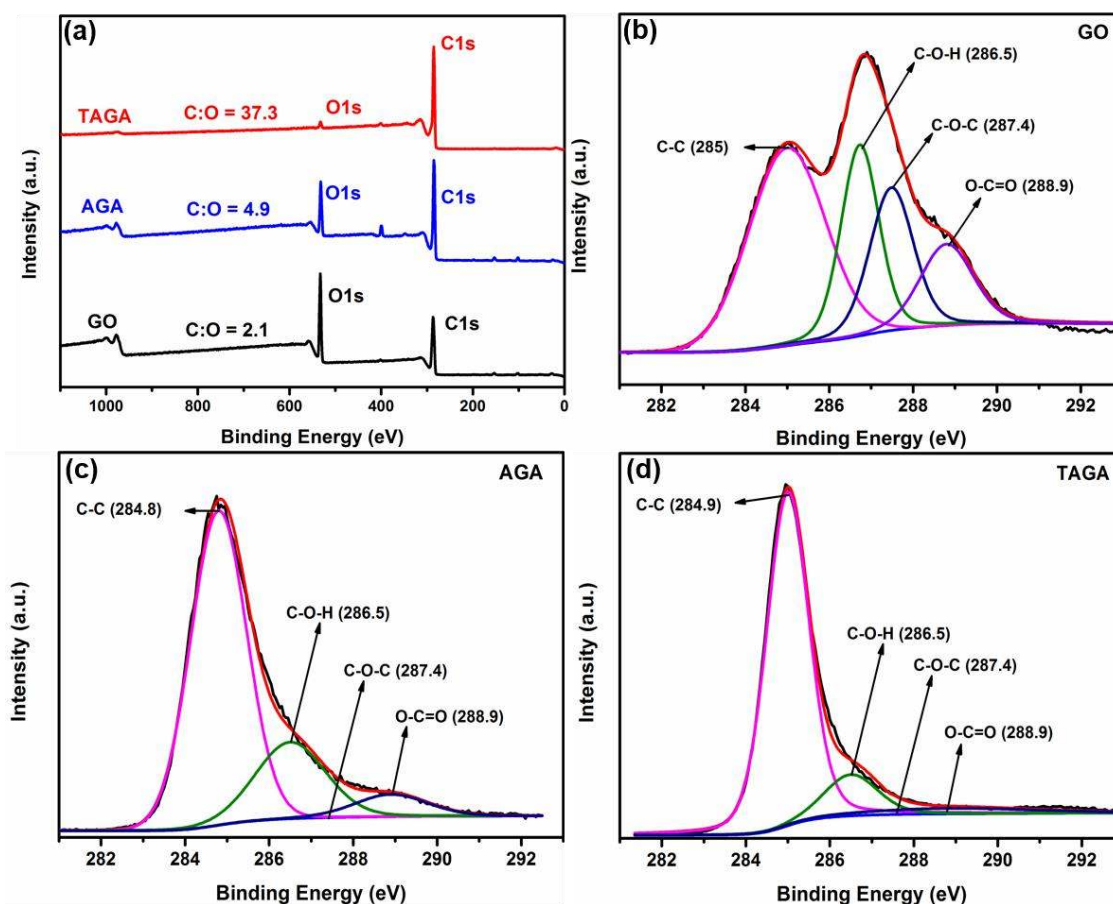 (a)
C1s
TAGA
C:O = 37.3
O1s
AGA
C:O = 4.9
O1s
C1s
GO
C:O = 2.1
O1s
C1s
Intensity (a.u.)
1000 800 600 400 200 0
Binding Energy (eV)
(b)
GO
C-O-H (286.5)
C-O-C (287.4)
C-C (285)
O-C=O (288.9)
Intensity (a.u.)
282 284 286 288 290 292
Binding Energy (eV)
(c)
AGA
C-C (284.8)
C-O-H (286.5)
C-O-C (287.4)
O-C=O (288.9)
Intensity (a.u.)
282 284 286 288 290 292
Binding Energy (eV)
(d)
TAGA
C-C (284.9)
C-O-H (286.5)
C-O-C (287.4)
O-C=O (288.9)
Intensity (a.u.)
282 284 286 288 290 292
Binding Energy (eV)